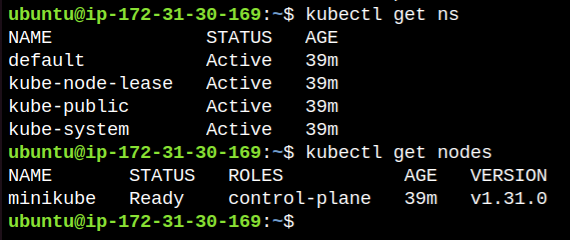 ubuntu@ip-172-31-30-169:~$ kubectl get ns
NAME STATUS AGE
default Active 39m
kube-node-lease Active 39m
kube-public Active 39m
kube-system Active 39m
ubuntu@ip-172-31-30-169:~$ kubectl get nodes
NAME STATUS ROLES AGE VERSION
minikube Ready control-plane 39m v1.31.0
ubuntu@ip-172-31-30-169:~$